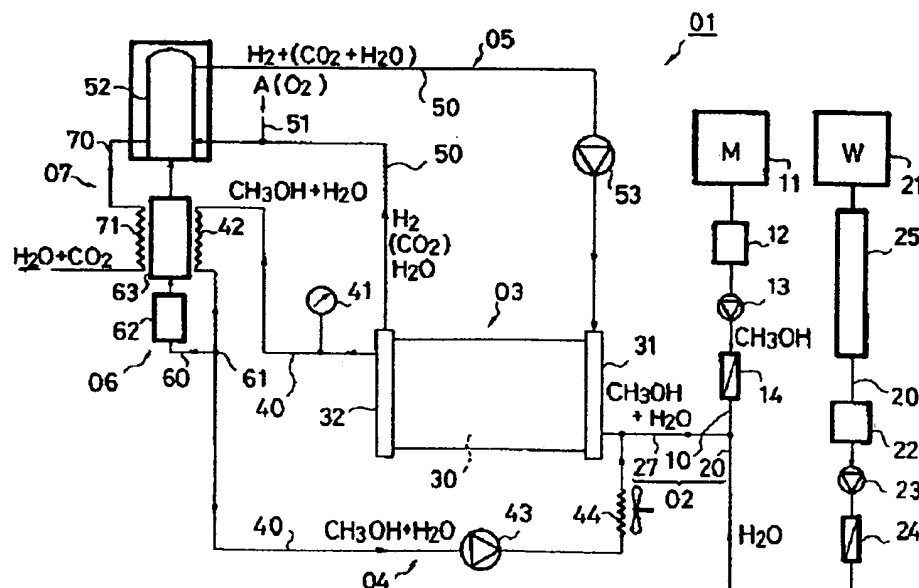 H₂+(CO₂+H₂O)
05
01
A(O₂)
50
52
51
70
50
M
W
53
11
21
07
CH₃OH+H₂O
12
25
71
42
H₂
(CO₂)
H₂O
H₂O+CO₂
41
03
13
63
31
CH₃OH
62
CH₃OH
+H₂O
14
20
06
60
61
40
32
22
30
27
10
20
02
23
44
40
CH₃OH+H₂O
43
H₂O
24
04